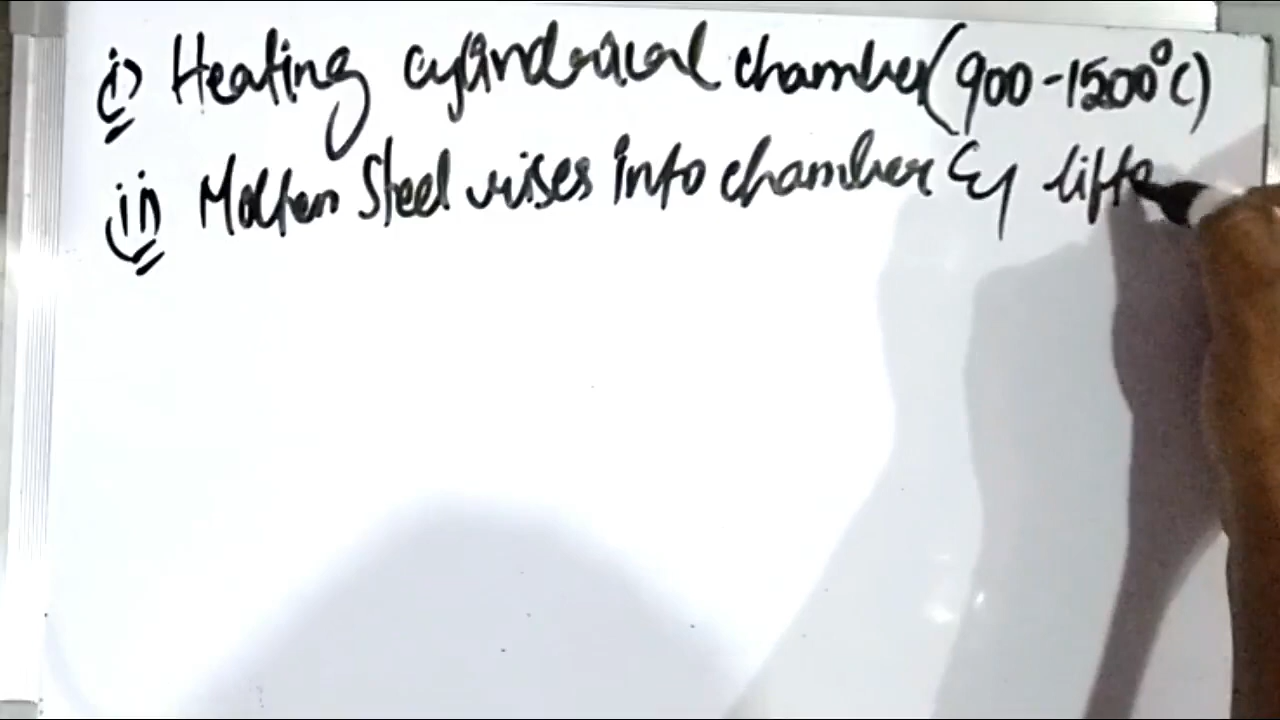 (i) Heating cylindrical chamber (900-1500°C)
(ii) Molten Steel rises into chamber & lifte